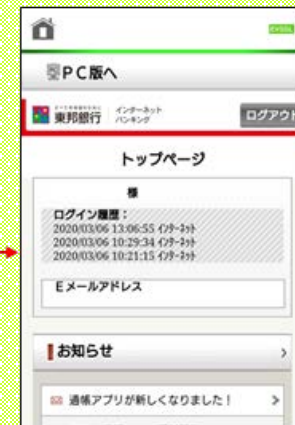 EV SSL
PC版へ
東邦銀行
インターネット
バンキング
ログアウト
トップページ
様
ログイン履歴：
2020/03/06 13:06:55 ｲﾝﾀｰﾈｯﾄ
2020/03/06 10:29:34 ｲﾝﾀｰﾈｯﾄ
2020/03/06 10:21:15 ｲﾝﾀｰﾈｯﾄ
Eメールアドレス
お知らせ
通帳アプリが新しくなりました！